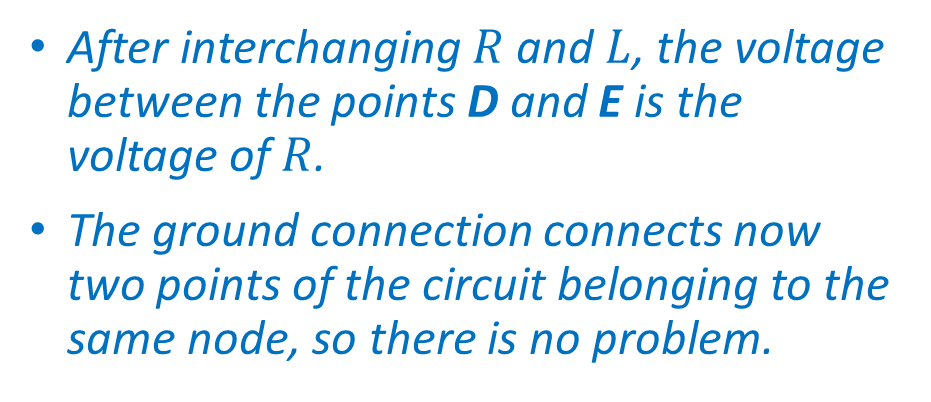 • After interchanging R and L, the voltage
between the points D and E is the
voltage of R.
• The ground connection connects now
two points of the circuit belonging to the
same node, so there is no problem.